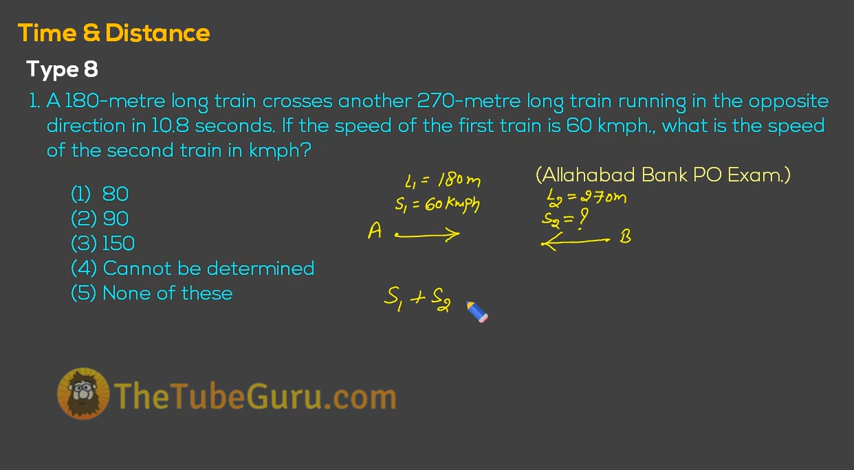 Time & Distance
Type 8
1. A 180-metre long train crosses another 270-metre long train running in the opposite
direction in 10.8 seconds. If the speed of the first train is 60 kmph., what is the speed
of the second train in kmph?
(Allahabad Bank PO Exam.)
L₁ = 180m
L₂ = 270m
(1) 80
S₁ = 60 kmph
S₂ = ?
(2) 90
A
B
(3) 150
(4) Cannot be determined
(5) None of these
S₁ + S₂
TheTubeGuru.com